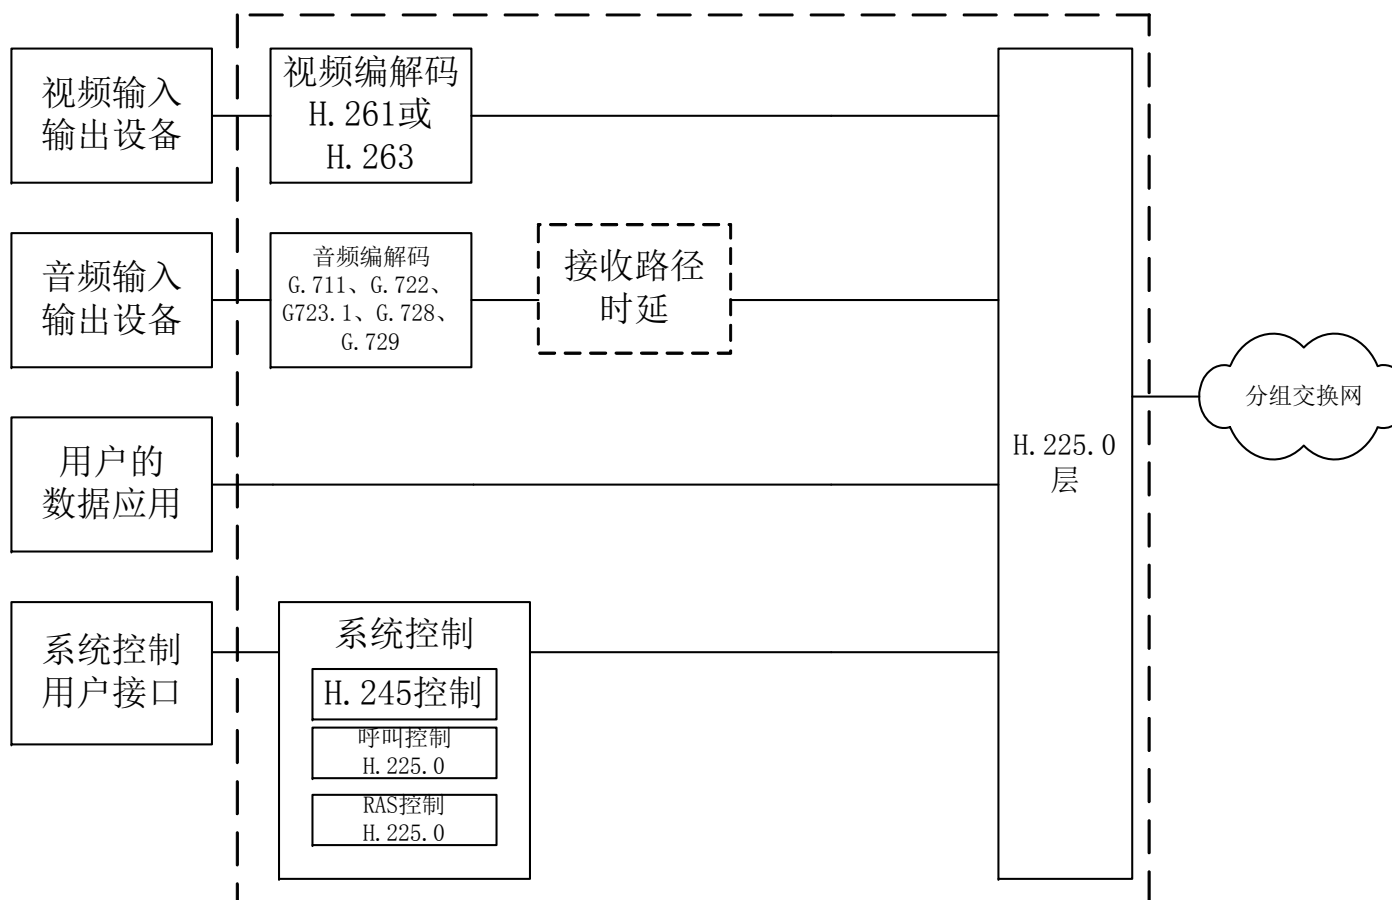 视频输入
输出设备
视频编解码
H.261或
H.263
音频输入
输出设备
音频编解码
G.711、G.722、
G723.1、G.728、
G.729
接收路径
时延
用户的
数据应用
系统控制
用户接口
系统控制
H.245控制
呼叫控制
H.225.0
RAS控制
H.225.0
H.225.0
层
分组交换网